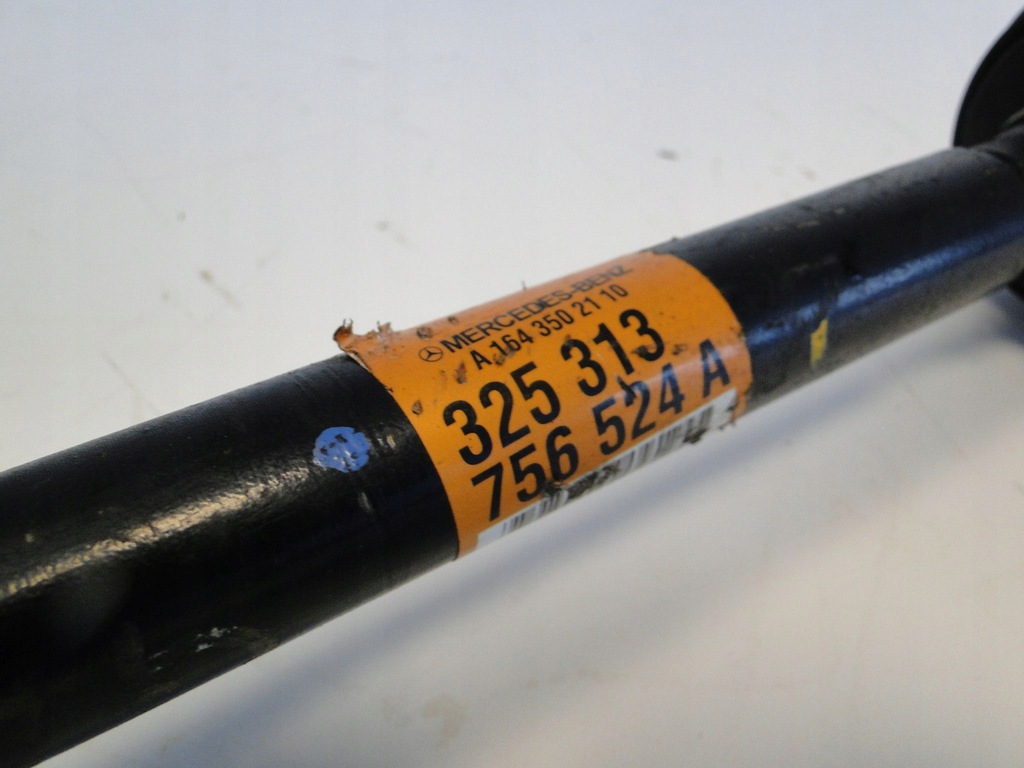 MERCEDES-BENZ
A 164 350 21 10
325 313
756 524 A